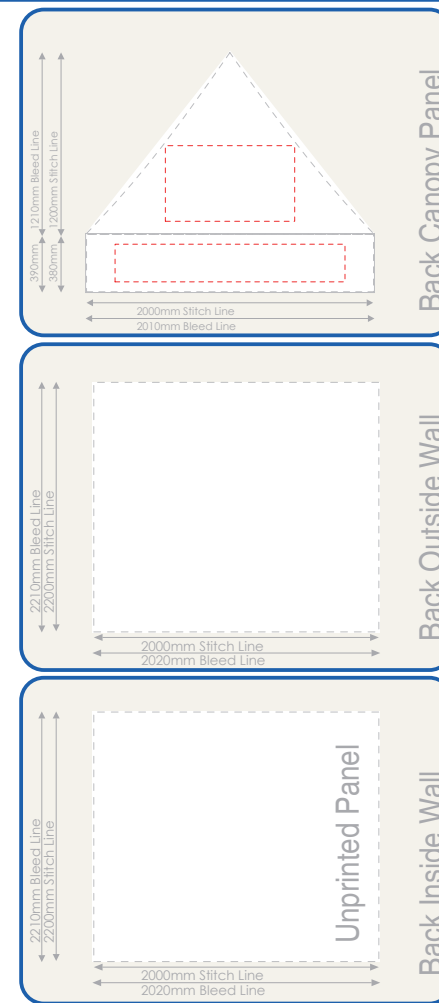 1210mm Bleed Line
1200mm Stitch Line
390mm
380mm
2000mm Stitch Line
2010mm Bleed Line
Back Canopy Panel
2210mm Bleed Line
2200mm Stitch Line
2000mm Stitch Line
2020mm Bleed Line
Back Outside Wall
2210mm Bleed Line
2200mm Stitch Line
Unprinted Panel
2000mm Stitch Line
2020mm Bleed Line
Back Inside Wall